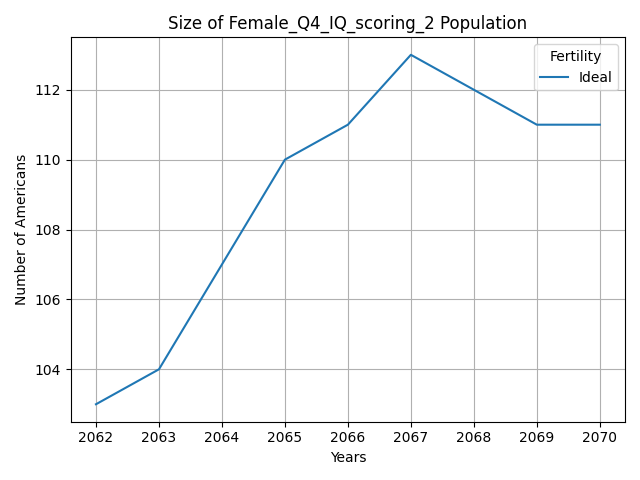 Size of Female_Q4_IQ_scoring_2 Population
Fertility
Ideal
Number of Americans
112
110
108
106
104
2062 2063 2064 2065 2066 2067 2068 2069 2070
Years